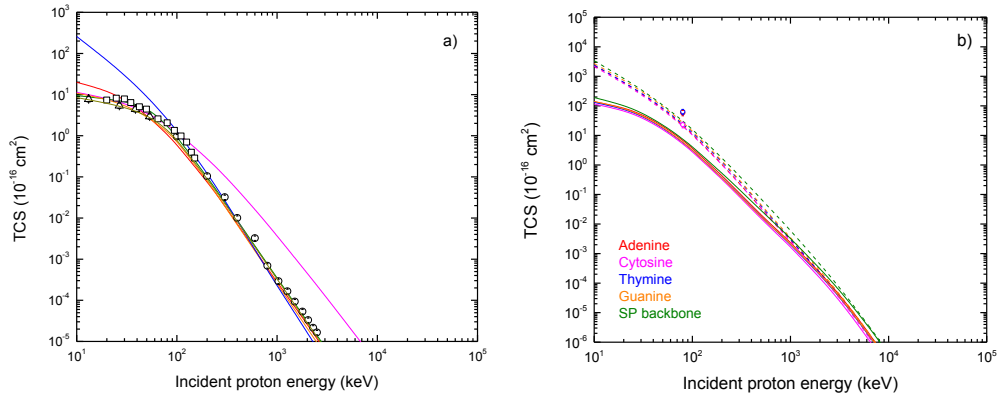 a)
TCS (10⁻¹⁶ cm²)
10¹
10⁰
10⁻¹
10⁻²
10⁻³
10⁻⁴
10⁻⁵
10¹ 10² 10³ 10⁴ 10⁵
Incident proton energy (keV)
b)
TCS (10⁻¹⁶ cm²)
10⁵
10⁴
10³
10²
10¹
10⁰
10⁻¹
10⁻²
10⁻³
10⁻⁴
10⁻⁵
10⁻⁶
Adenine
Cytosine
Thymine
Guanine
SP backbone
10¹ 10² 10³ 10⁴ 10⁵
Incident proton energy (keV)